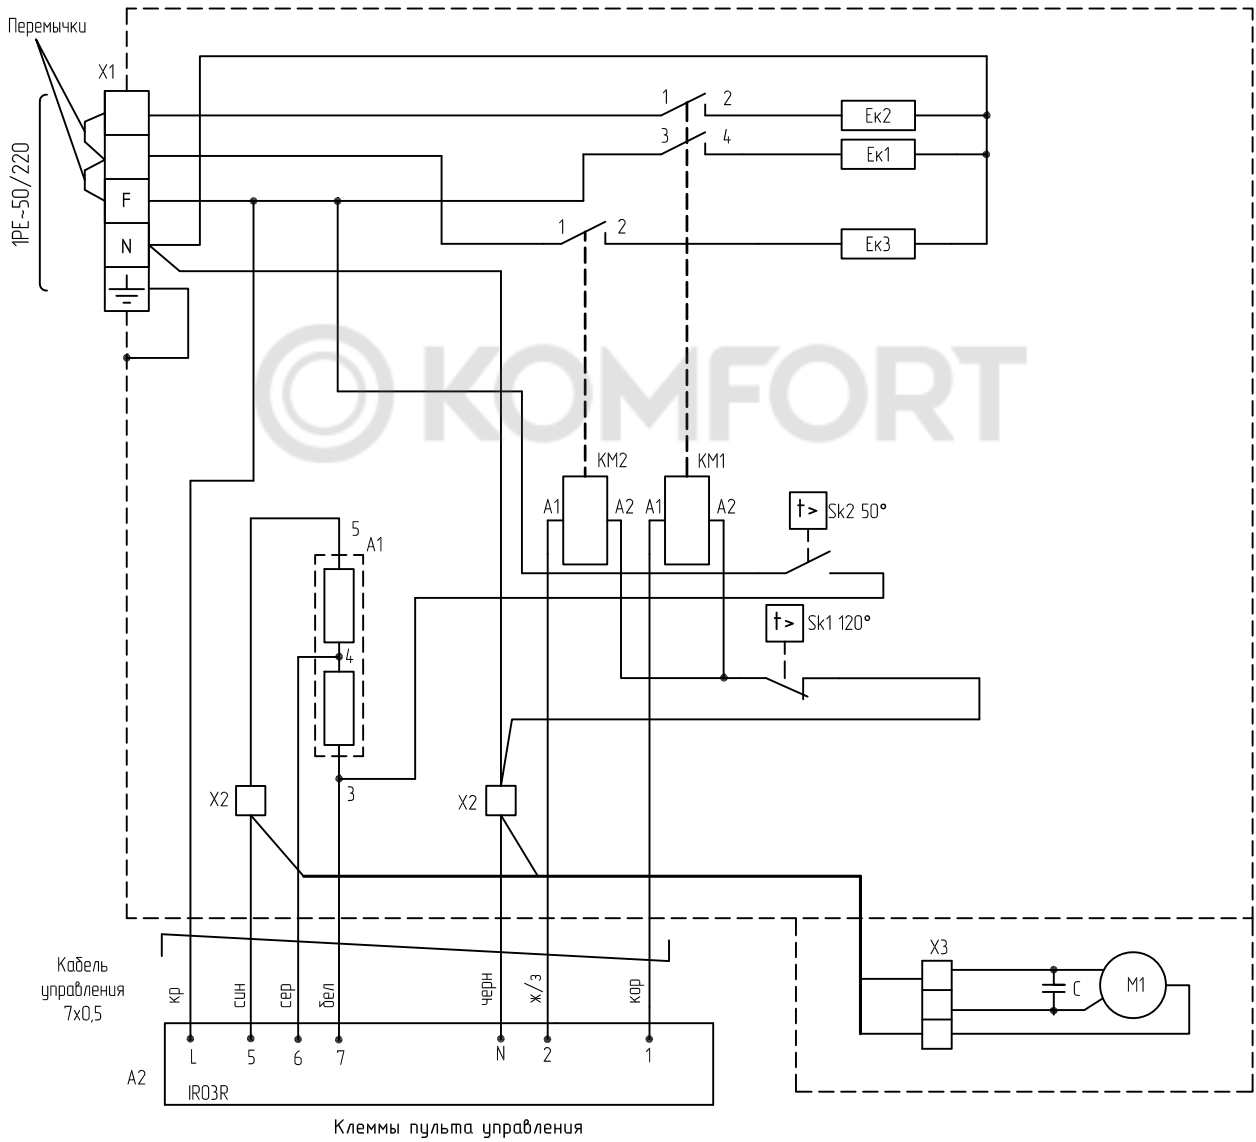 Перемычки
X1
1PE~50/220
F
N
1
2
Ек2
3
4
Ек1
1
2
Ек3
KOMFORT
KM2
KM1
A1
A2
A1
A2
t>
Sk2 50°
5
A1
t>
Sk1 120°
4
X2
3
X2
Кабель
управления
7х0,5
кр
син
сер
бел
черн
ж/з
кор
X3
C
M1
L
5
6
7
N
2
1
A2
IR03R
Клеммы пульта управления